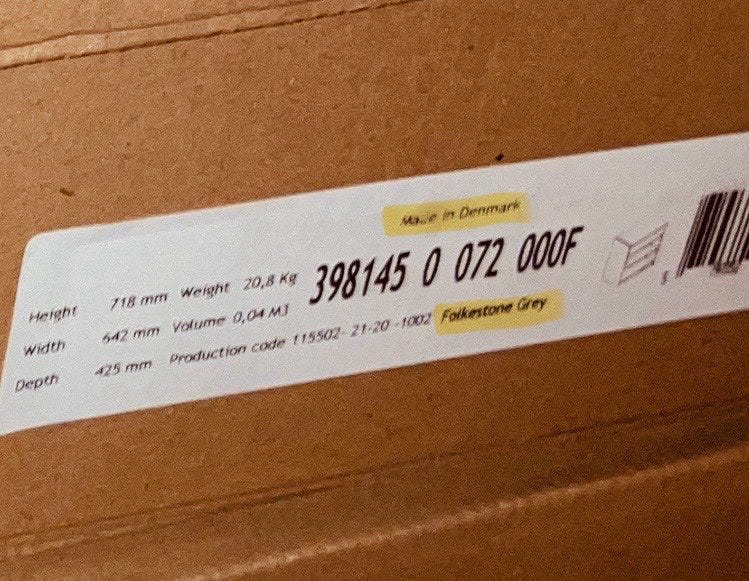 Made in Denmark
Height 718 mm Weight 20,8 Kg 398145 0 072 000F
Width 642 mm Volume 0,04 M3
Depth 425 mm Production code 115502- 21-20 -1002 Folkestone Grey
5